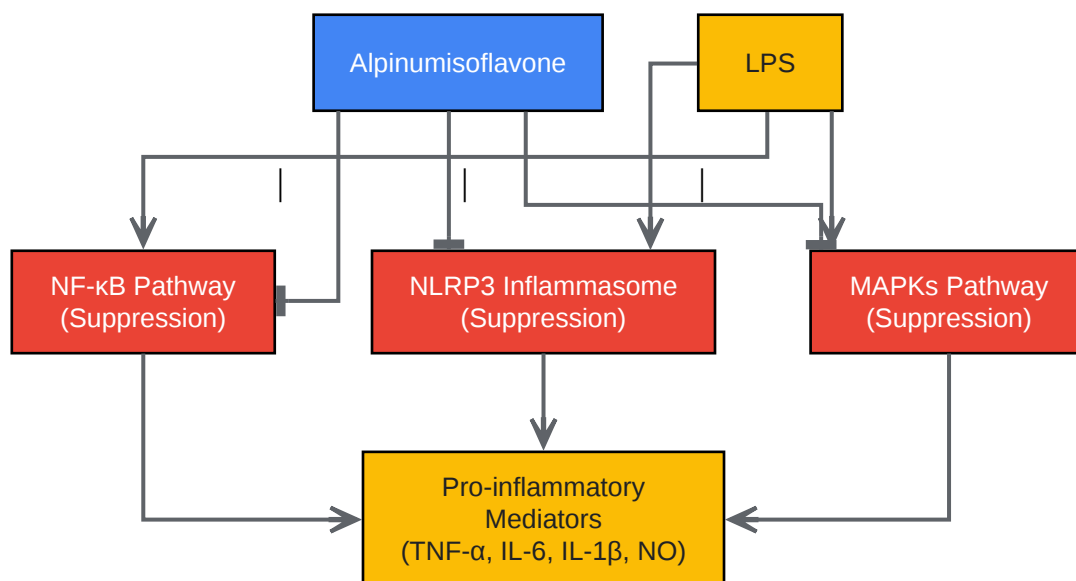 Alpinumisoflavone
LPS
NF-κB Pathway
(Suppression)
NLRP3 Inflammasome
(Suppression)
MAPKs Pathway
(Suppression)
Pro-inflammatory
Mediators
(TNF-α, IL-6, IL-1β, NO)